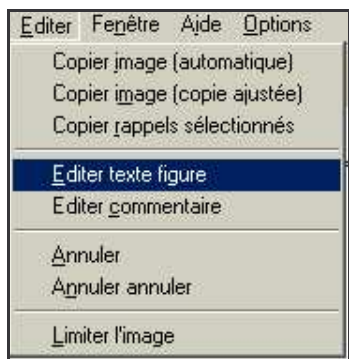 Editer Fenêtre Ajde Options
Copier image (automatique)
Copier image (copie ajustée)
Copier rappels sélectionnés
Editer texte figure
Editer commentaire
Annuler
Annuler annuler
Limiter l'image